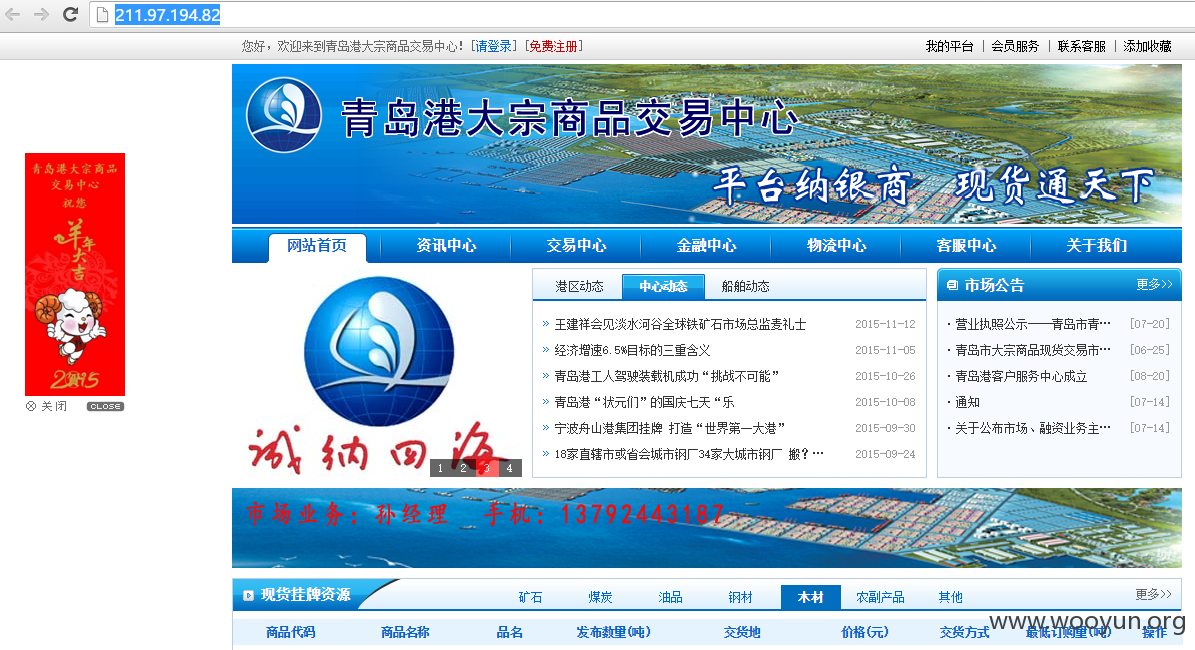 211.97.194.82
您好，欢迎来到青岛港大宗商品交易中心！[请登录] [免费注册]
我的平台 | 会员服务 | 联系客服 | 添加收藏
青岛港大宗商品交易中心
平台纳银商 现货通天下
青岛港大宗商品
交易中心
祝您
羊年大吉
2015
关闭 CLOSE
网站首页 资讯中心 交易中心 金融中心 物流中心 客服中心 关于我们
诚纳四海
1 2 3 4
港区动态 中心动态 船舶动态
» 王建祥会见淡水河谷全球铁矿石市场总监麦礼士 2015-11-12
» 经济增速6.5%目标的三重含义 2015-11-05
» 青岛港工人驾驶装载机成功“挑战不可能” 2015-10-26
» 青岛港“状元们”的国庆七天“乐 2015-10-08
» 宁波舟山港集团挂牌 打造“世界第一大港” 2015-09-30
» 18家直辖市或省会城市钢厂34家大城市钢厂 搬？… 2015-09-24
市场公告 更多>>
·营业执照公示——青岛市青… [07-20]
·青岛市大宗商品现货交易市… [06-25]
·青岛港客户服务中心成立 [08-20]
·通知 [07-14]
·关于公布市场、融资业务主… [07-14]
市场业务：孙经理 手机：13792443187
现货挂牌资源 矿石 煤炭 油品 钢材 木材 农副产品 其他 更多>>
商品代码 商品名称 品名 发布数量(吨) 交货地 价格(元) 交货方式 最低订购量(吨) 操作
www.wooyun.org